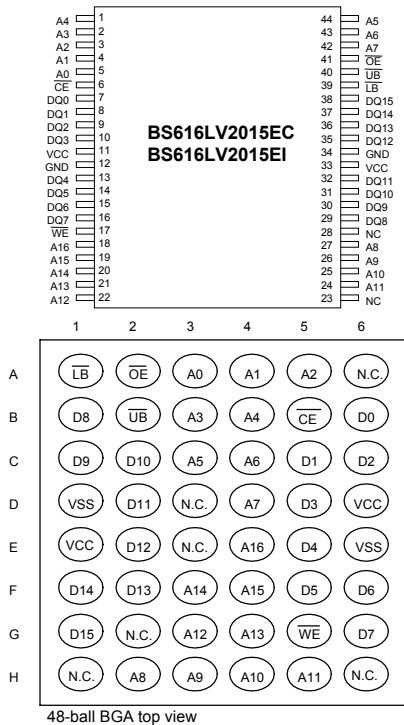 A4 1 44 A5
A3 2 43 A6
A2 3 42 A7
A1 4 41 OE
A0 5 40 UB
CE 6 39 LB
DQ0 7 38 DQ15
DQ1 8 37 DQ14
DQ2 9 36 DQ13
DQ3 10 35 DQ12
VCC 11 34 GND
GND 12 33 VCC
DQ4 13 32 DQ11
DQ5 14 31 DQ10
DQ6 15 30 DQ9
DQ7 16 29 DQ8
WE 17 28 NC
A16 18 27 A8
A15 19 26 A9
A14 20 25 A10
A13 21 24 A11
A12 22 23 NC
BS616LV2015EC
BS616LV2015EI
1 2 3 4 5 6
A LB OE A0 A1 A2 N.C.
B D8 UB A3 A4 CE D0
C D9 D10 A5 A6 D1 D2
D VSS D11 N.C. A7 D3 VCC
E VCC D12 N.C. A16 D4 VSS
F D14 D13 A14 A15 D5 D6
G D15 N.C. A12 A13 WE D7
H N.C. A8 A9 A10 A11 N.C.
48-ball BGA top view